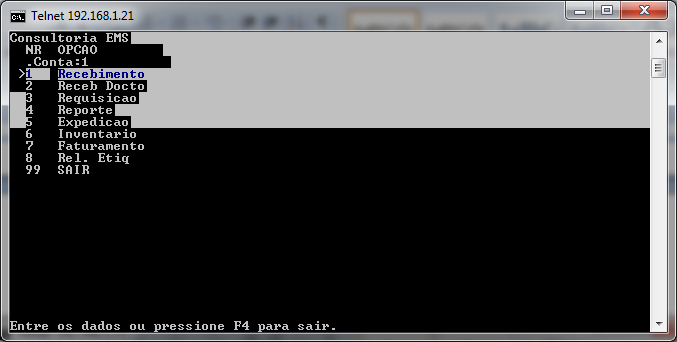 Telnet 192.168.1.21
Consultoria EMS
NR OPCAO
.Conta:1
>1 Recebimento
2 Receb Docto
3 Requisicao
4 Reporte
5 Expedicao
6 Inventario
7 Faturamento
8 Rel. Etiq
99 SAIR
Entre os dados ou pressione F4 para sair.